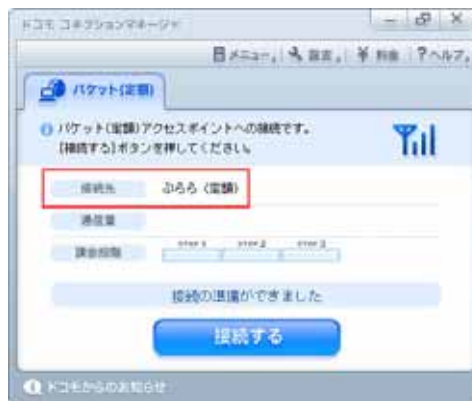 ドコモ コネクションマネージャ
メニュー 設定 料金 ?ヘルプ
パケット(定額)
パケット(定額)アクセスポイントへの接続です。
[接続する]ボタンを押してください。
接続先 ぷらら (定額)
通信量
課金段階 STEP 1 STEP 2 STEP 3
接続の準備ができました
接続する
ドコモからのお知らせ